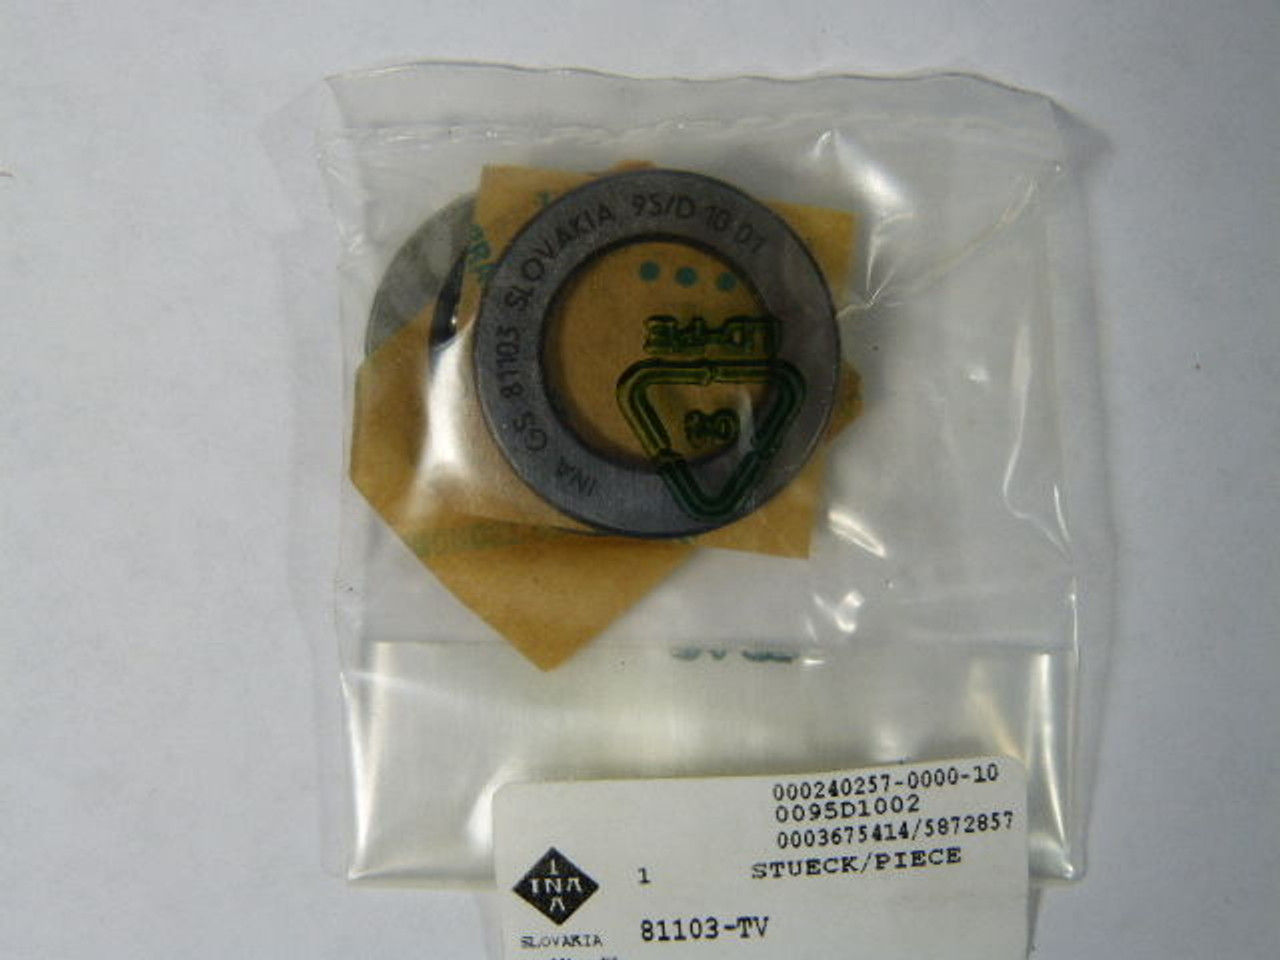 INA GS 81103 SLOVAKIA 95/D 10 01
000240257-0000-10
0095D1002
0003675414/5872857
1 STUECK/PIECE
INA
SLOVAKIA
81103-TV